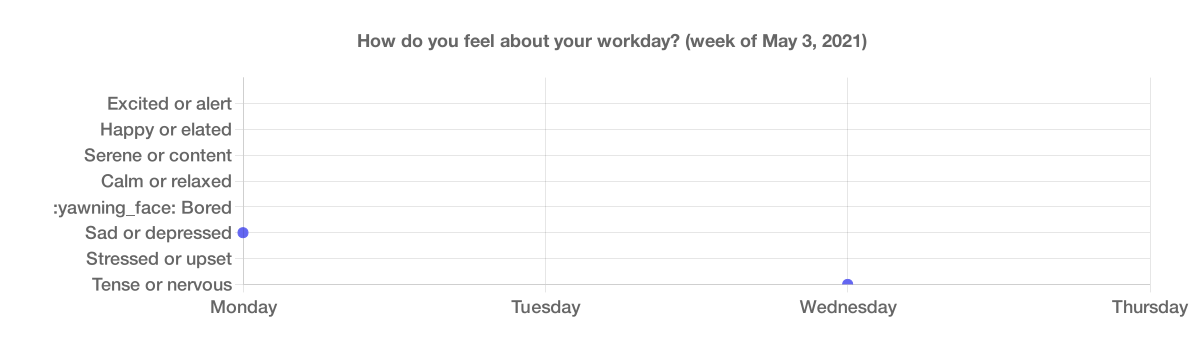 How do you feel about your workday? (week of May 3, 2021)
Excited or alert
Happy or elated
Serene or content
Calm or relaxed
:yawning_face: Bored
Sad or depressed
Stressed or upset
Tense or nervous
Monday Tuesday Wednesday Thursday